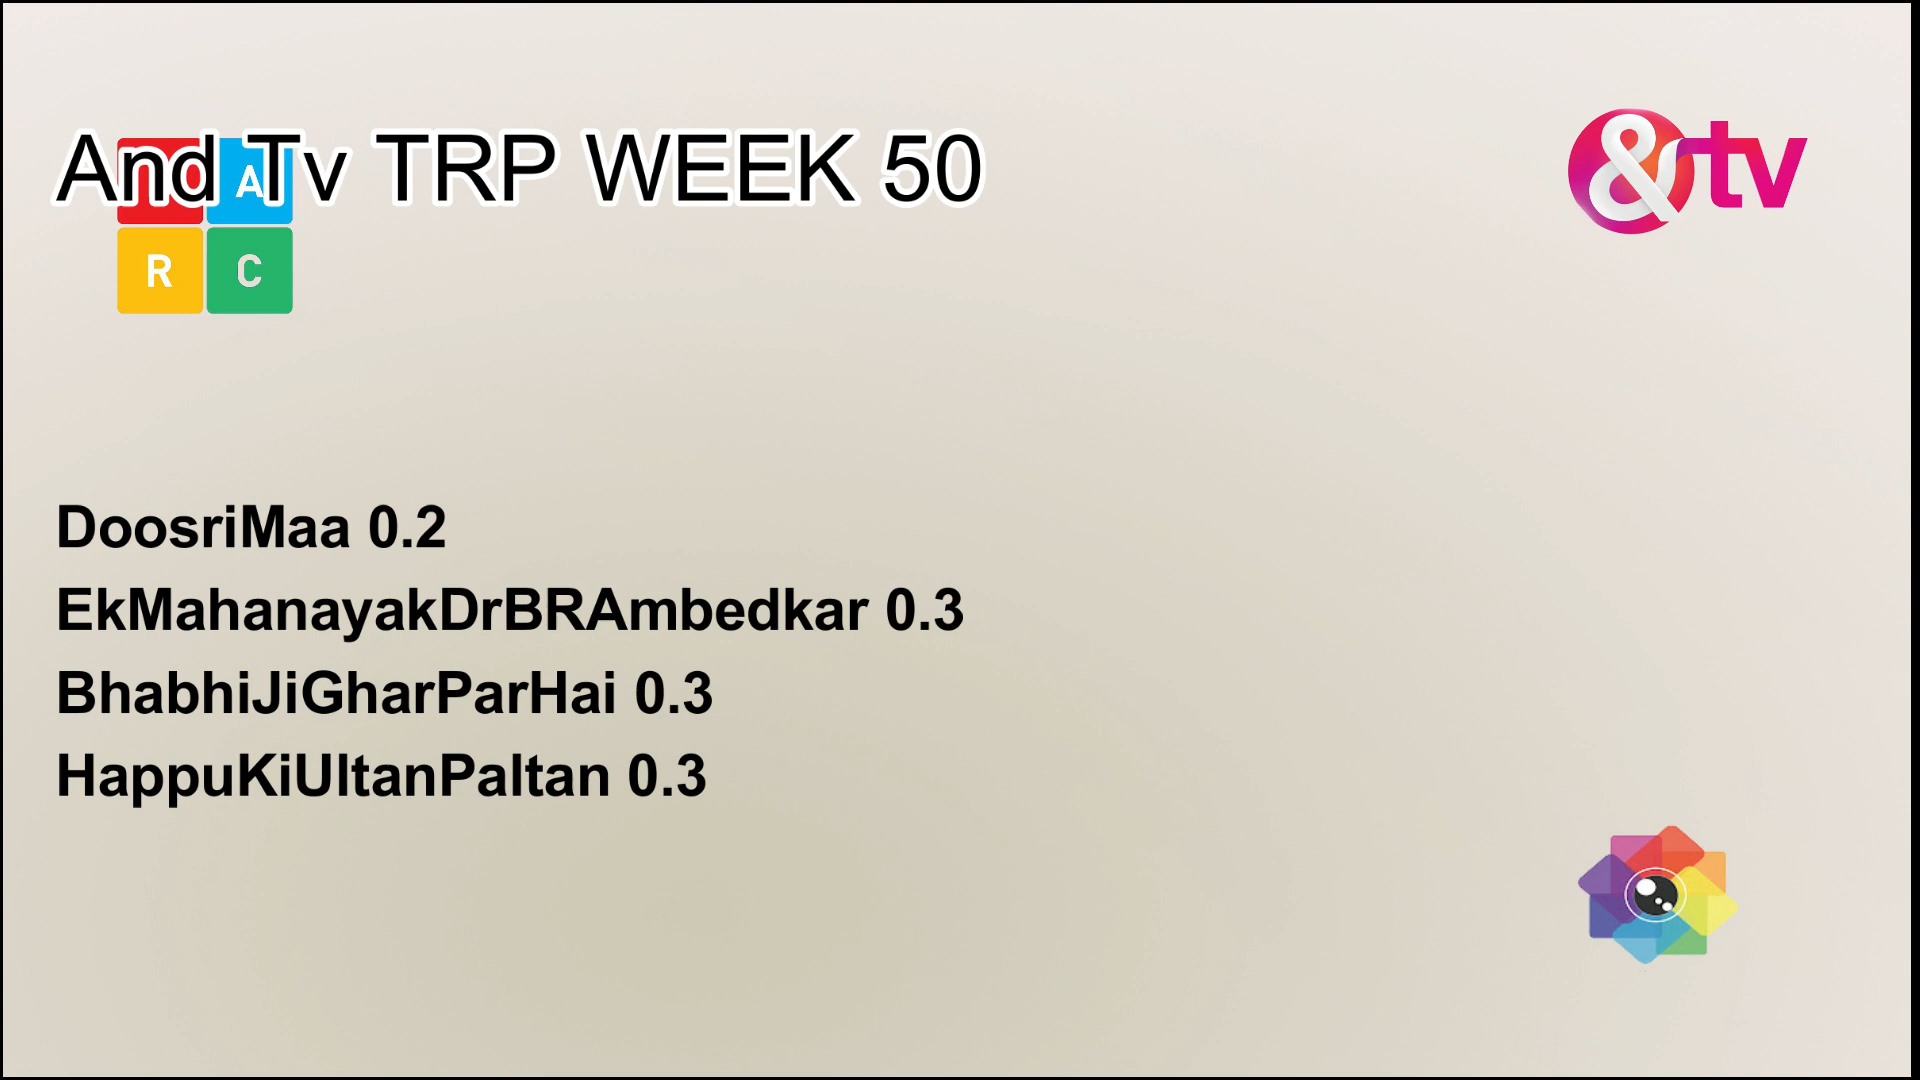 And Tv TRP WEEK 50
&tv
A
R C
DoosriMaa 0.2
EkMahanayakDrBRAmbedkar 0.3
BhabhiJiGharParHai 0.3
HappuKiUltanPaltan 0.3